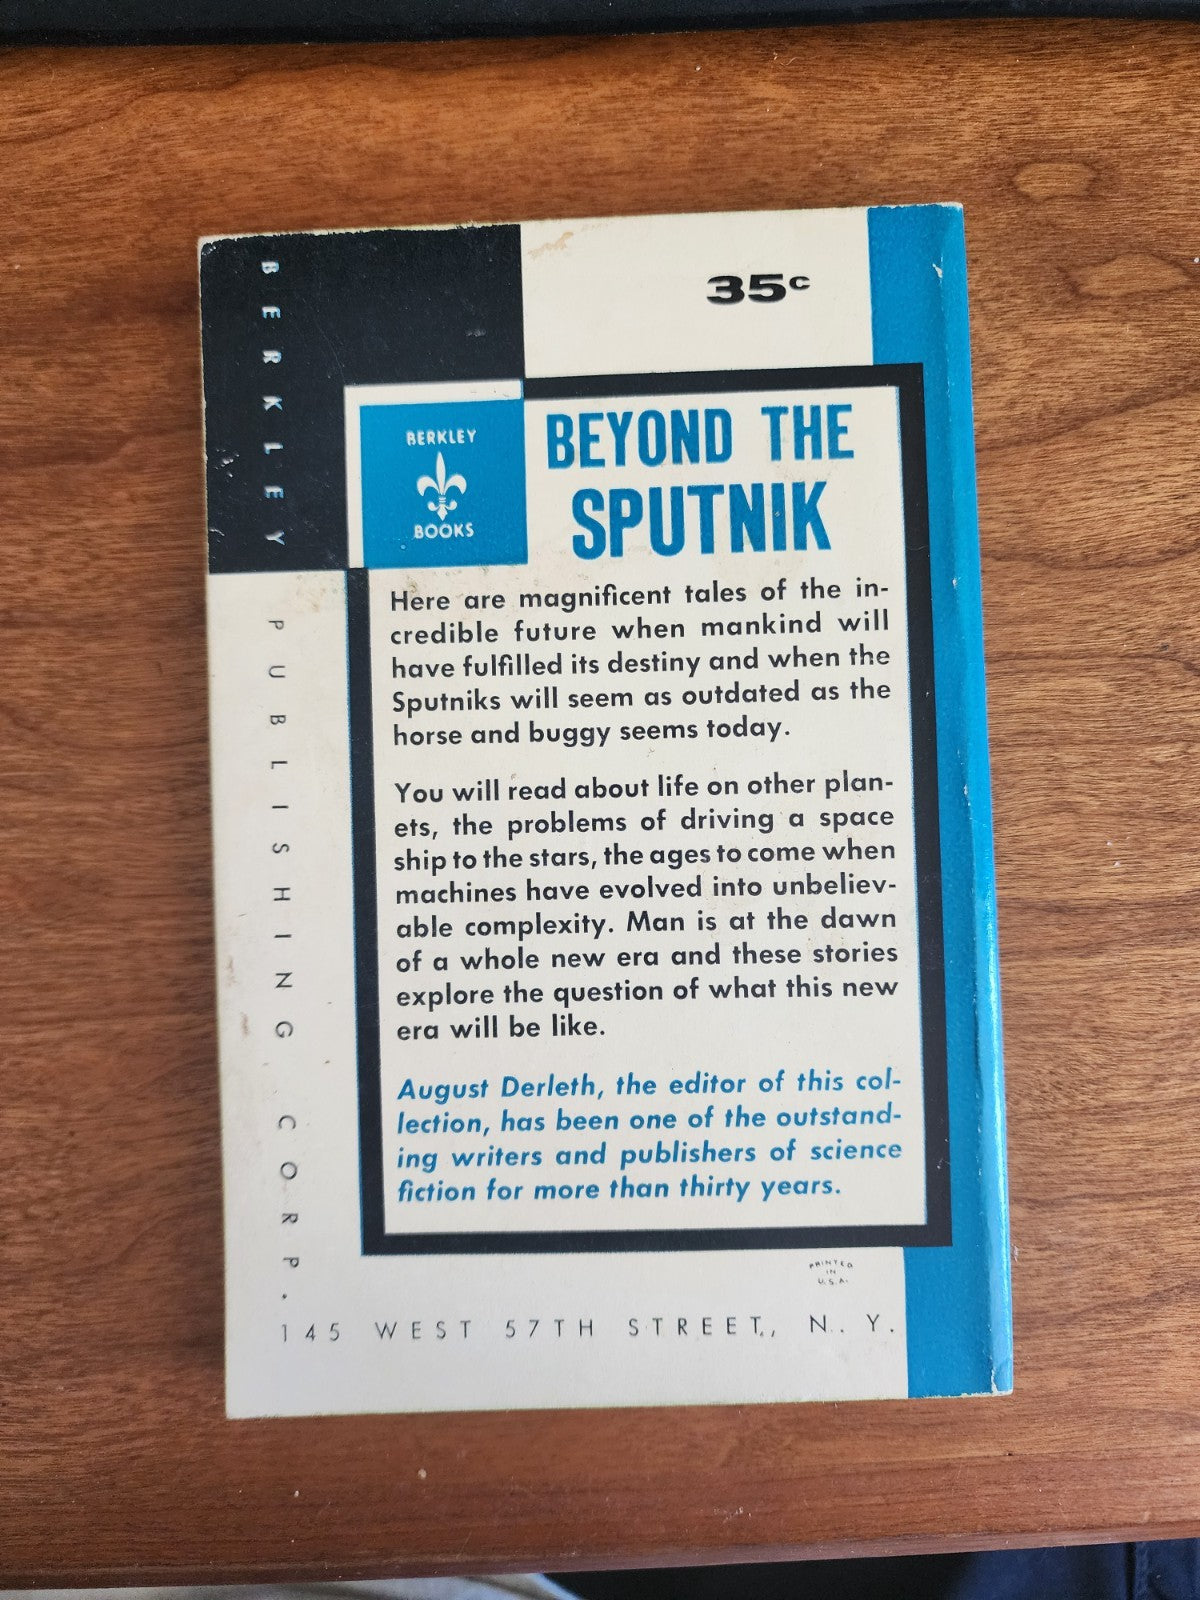 35c
BERKLEY
BOOKS
BEYOND THE
SPUTNIK
Here are magnificent tales of the in-
credible future when mankind will
have fulfilled its destiny and when the
Sputniks will seem as outdated as the
horse and buggy seems today.
You will read about life on other plan-
ets, the problems of driving a space
ship to the stars, the ages to come when
machines have evolved into unbeliev-
able complexity. Man is at the dawn
of a whole new era and these stories
explore the question of what this new
era will be like.
August Derleth, the editor of this col-
lection, has been one of the outstand-
ing writers and publishers of science
fiction for more than thirty years.
PRINTED
IN
U.S.A.
BERKLEY PUBLISHING CORP.
145 WEST 57TH STREET, N. Y.